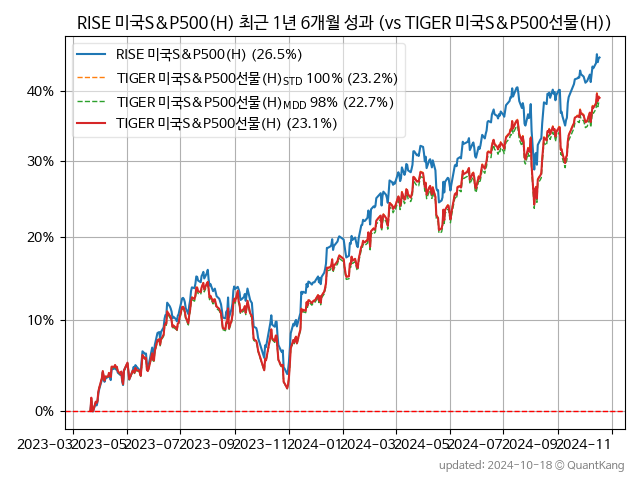 RISE 미국S&P500(H) 최근 1년 6개월 성과 (vs TIGER 미국S&P500선물(H))
RISE 미국S&P500(H) (26.5%)
TIGER 미국S&P500선물(H)STD 100% (23.2%)
TIGER 미국S&P500선물(H)MDD 98% (22.7%)
TIGER 미국S&P500선물(H) (23.1%)
40%
30%
20%
10%
0%
2023-03 2023-05 2023-07 2023-09 2023-11 2024-01 2024-03 2024-05 2024-07 2024-09 2024-11
updated: 2024-10-18 © QuantKang